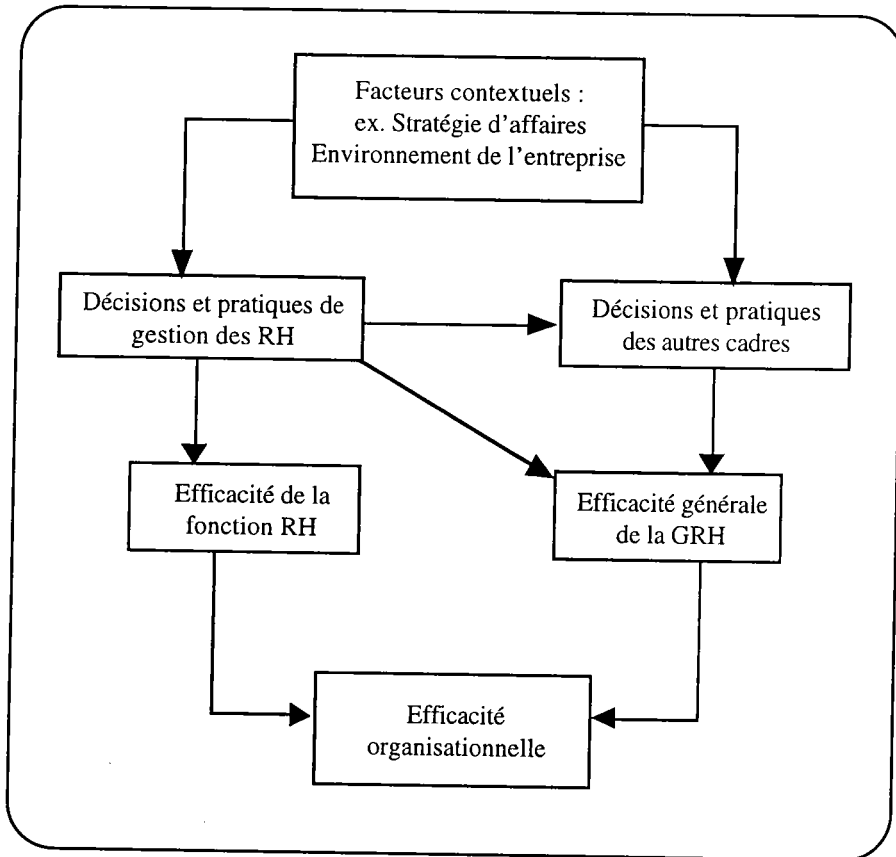 Facteurs contextuels :
ex. Stratégie d'affaires
Environnement de l'entreprise
Décisions et pratiques de
gestion des RH
Décisions et pratiques
des autres cadres
Efficacité de la
fonction RH
Efficacité générale
de la GRH
Efficacité
organisationnelle